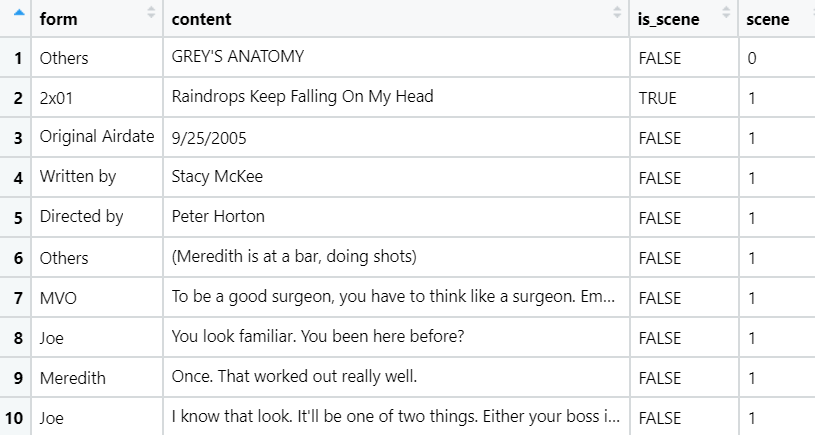 form content is_scene scene
1 Others GREY'S ANATOMY FALSE 0
2 2x01 Raindrops Keep Falling On My Head TRUE 1
3 Original Airdate 9/25/2005 FALSE 1
4 Written by Stacy McKee FALSE 1
5 Directed by Peter Horton FALSE 1
6 Others (Meredith is at a bar, doing shots) FALSE 1
7 MVO To be a good surgeon, you have to think like a surgeon. Em... FALSE 1
8 Joe You look familiar. You been here before? FALSE 1
9 Meredith Once. That worked out really well. FALSE 1
10 Joe I know that look. It'll be one of two things. Either your boss i... FALSE 1